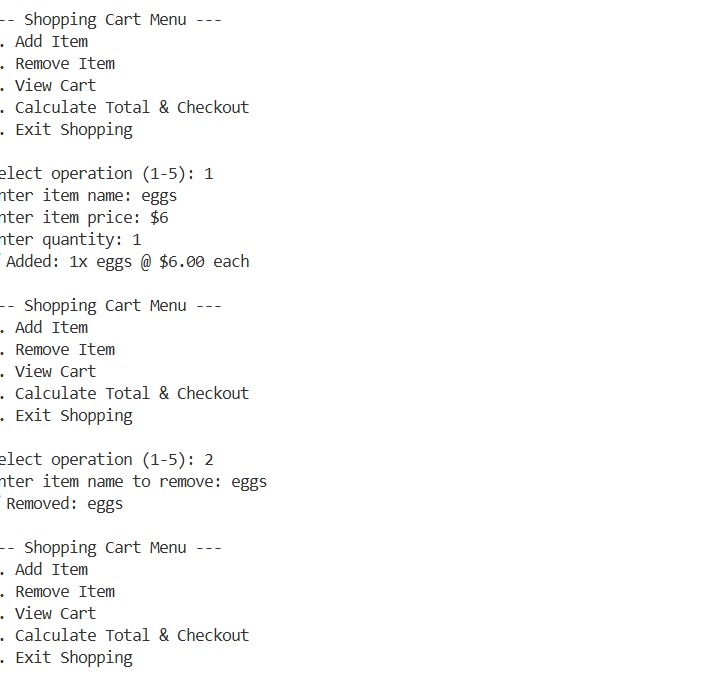 -- Shopping Cart Menu ---
. Add Item
. Remove Item
. View Cart
. Calculate Total & Checkout
. Exit Shopping
elect operation (1-5): 1
nter item name: eggs
nter item price: $6
nter quantity: 1
Added: 1x eggs @ $6.00 each
-- Shopping Cart Menu ---
. Add Item
. Remove Item
. View Cart
. Calculate Total & Checkout
. Exit Shopping
elect operation (1-5): 2
nter item name to remove: eggs
Removed: eggs
-- Shopping Cart Menu ---
. Add Item
. Remove Item
. View Cart
. Calculate Total & Checkout
. Exit Shopping